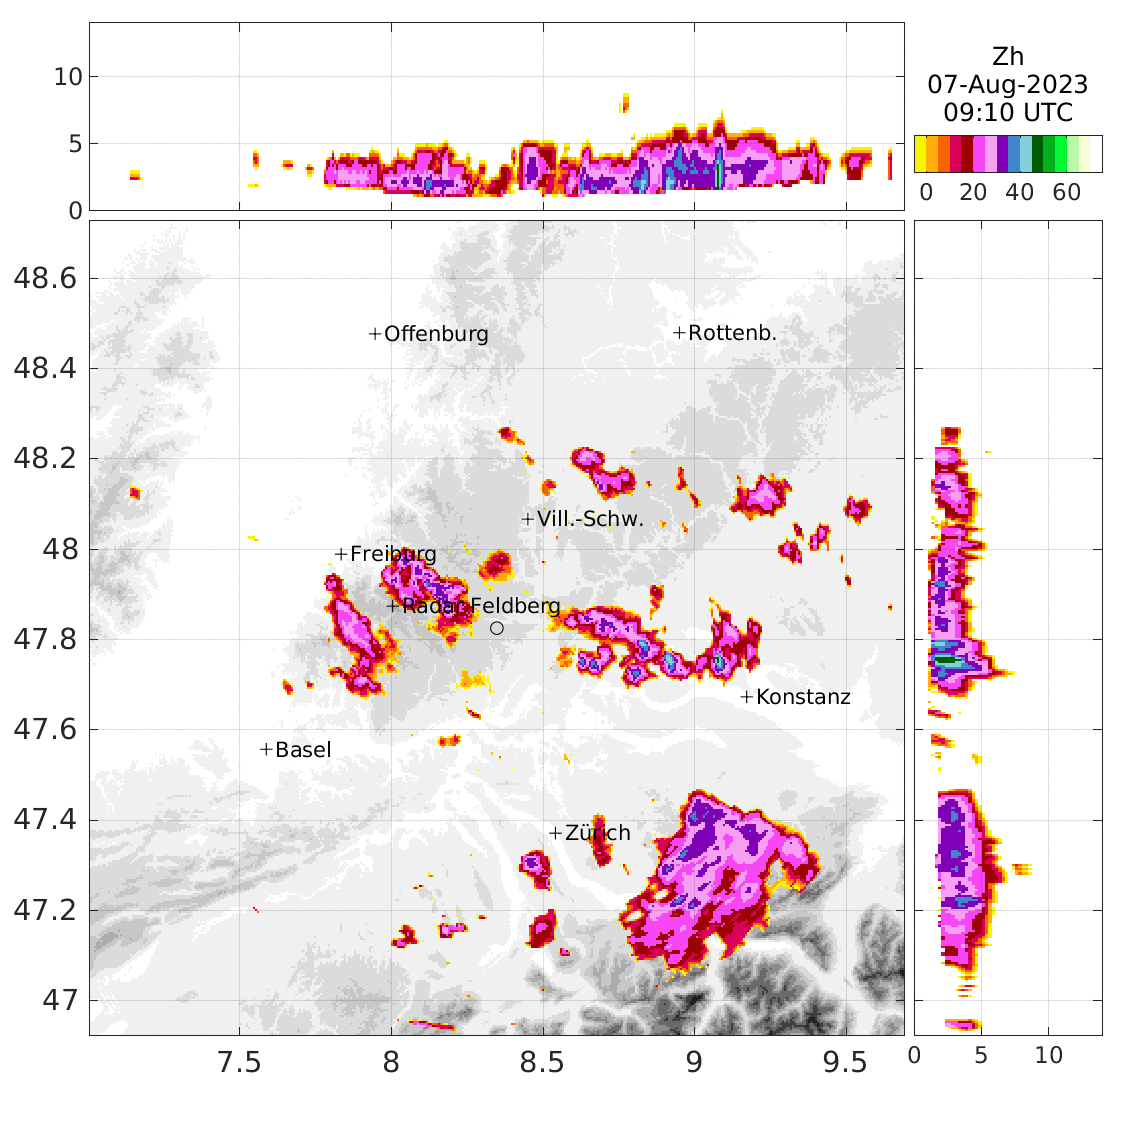 Zh
07-Aug-2023
09:10 UTC
0 20 40 60
10
5
0
48.6
48.4
48.2
48
47.8
47.6
47.4
47.2
47
Offenburg
Rottenb.
Vill.-Schw.
Freiburg
Radar Feldberg
Konstanz
Basel
Zürich
7.5 8 8.5 9 9.5
0 5 10